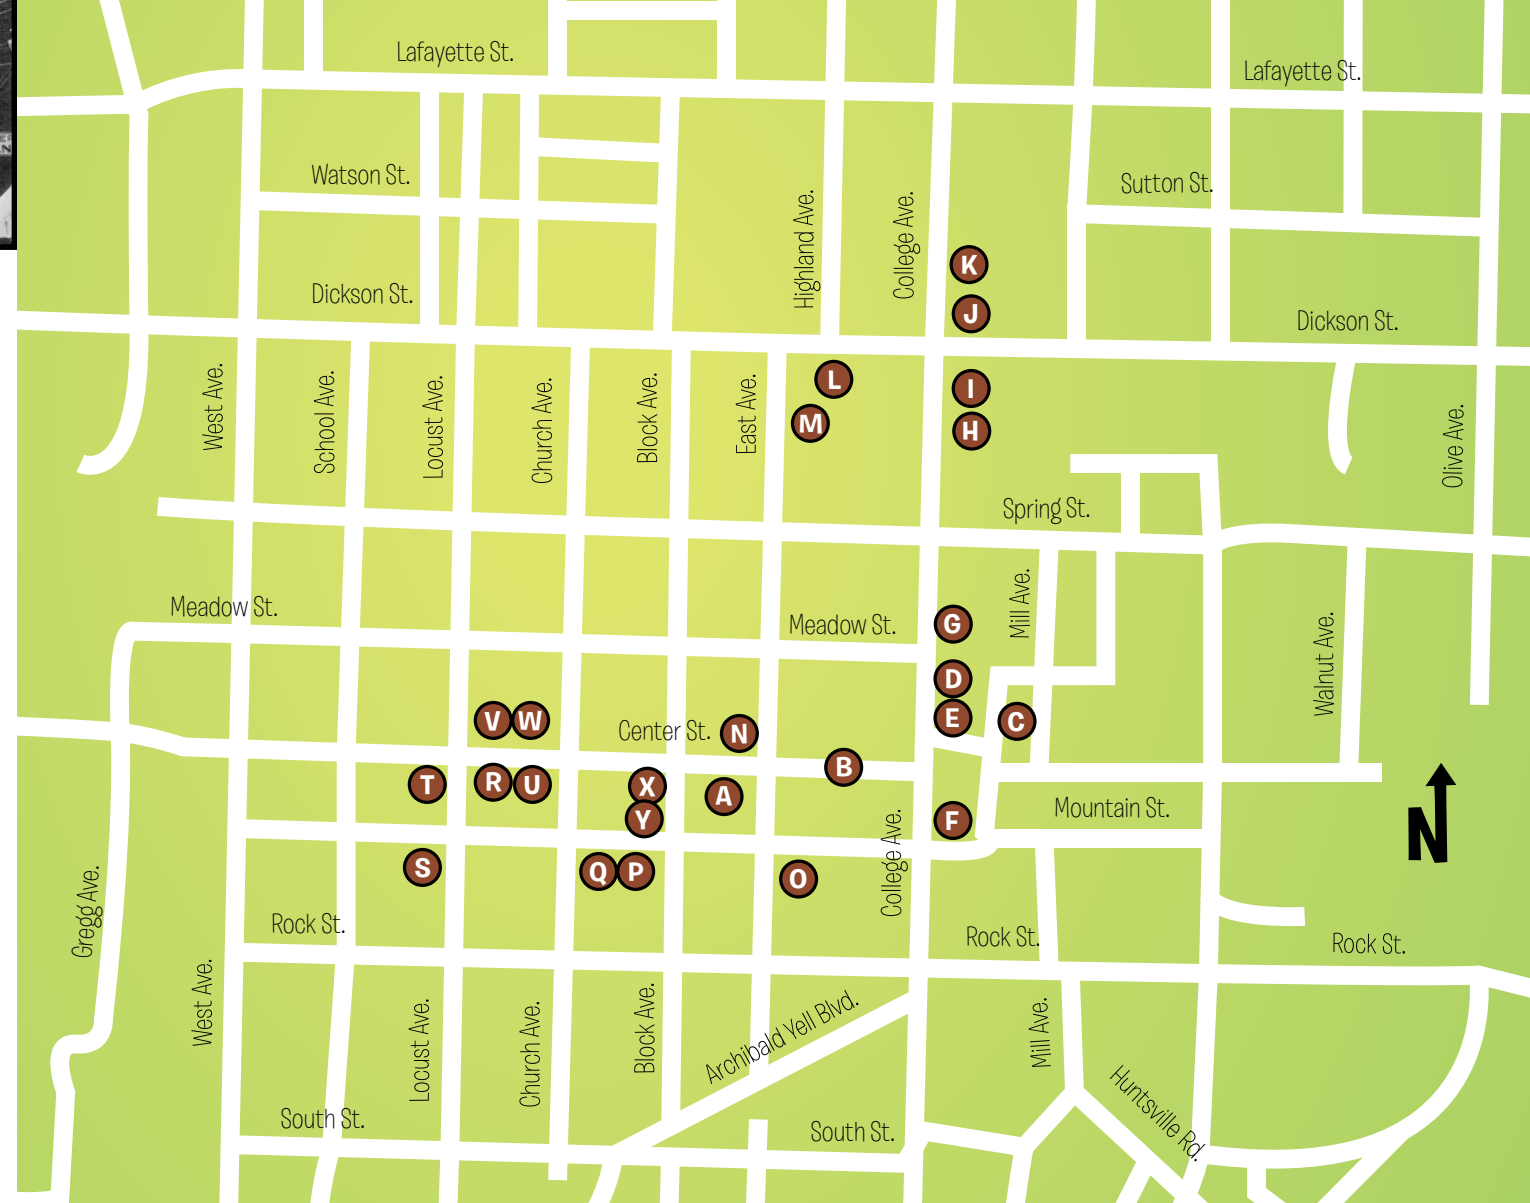 Lafayette St.
Lafayette St.
Watson St.
Sutton St.
Highland Ave.
College Ave.
K
Dickson St.
J
Dickson St.
West Ave.
School Ave.
Locust Ave.
Church Ave.
Block Ave.
East Ave.
L
M
I
H
Olive Ave.
Spring St.
Meadow St.
Meadow St.
G
Mill Ave.
Walnut Ave.
D
V
W
Center St.
N
E
C
T
R
U
X
A
B
Y
F
Mountain St.
N
S
Q
P
O
College Ave.
Gregg Ave.
Rock St.
Rock St.
Rock St.
West Ave.
Locust Ave.
Church Ave.
Block Ave.
Archibald Yell Blvd.
Mill Ave.
Huntsville Rd.
South St.
South St.